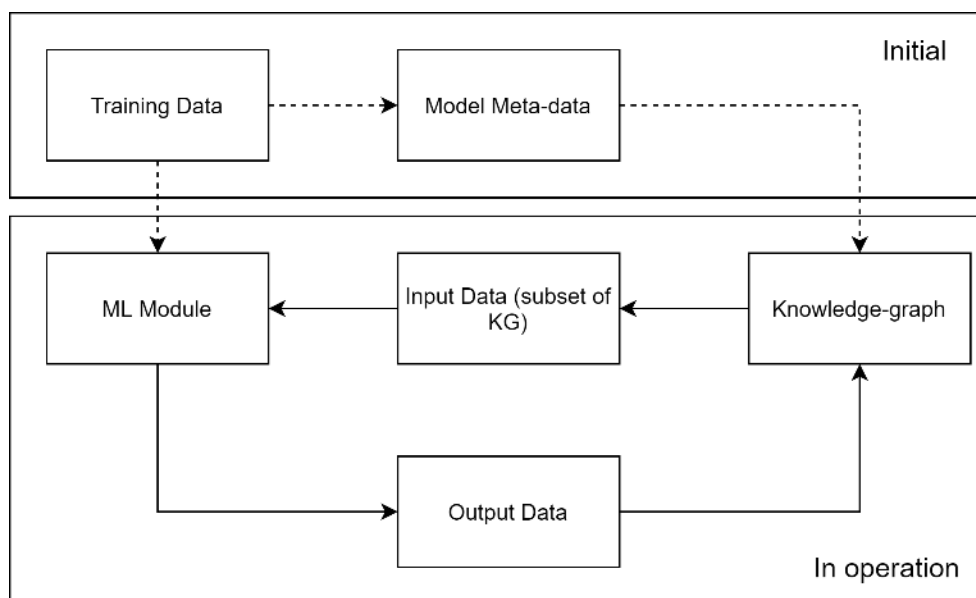 Initial
Training Data
Model Meta-data
ML Module
Input Data (subset of
KG)
Knowledge-graph
Output Data
In operation